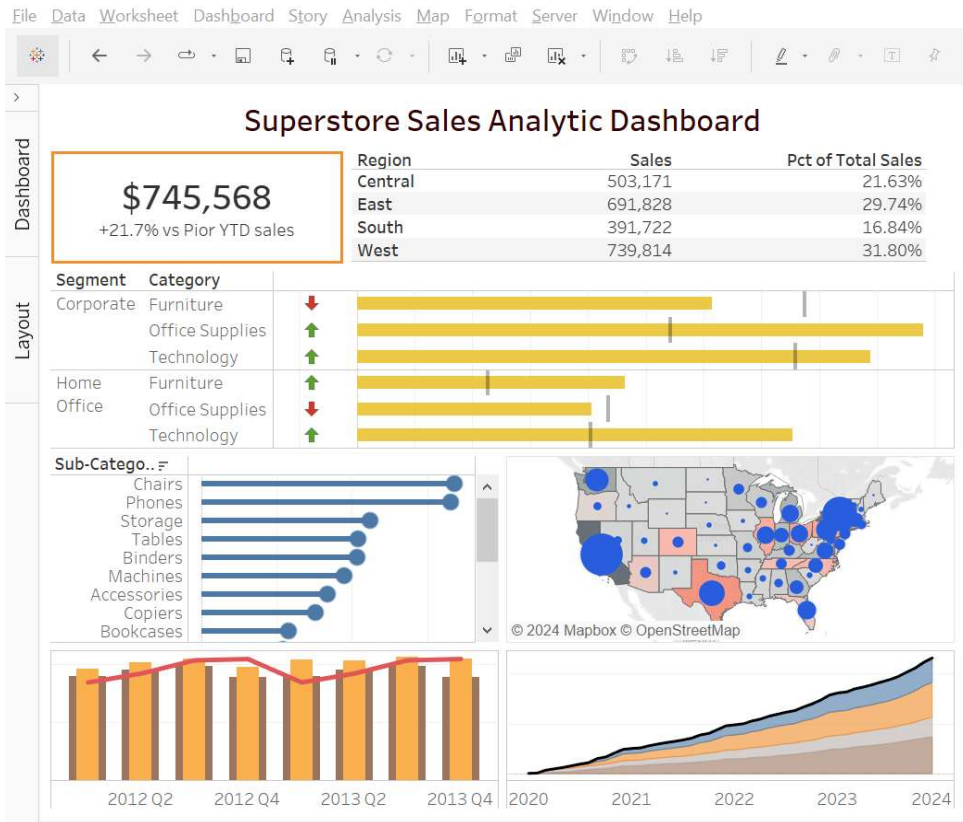 File Data Worksheet Dashboard Story Analysis Map Format Server Window Help
Dashboard
Layout
Superstore Sales Analytic Dashboard
$745,568
+21.7% vs Pior YTD sales
Region Sales Pct of Total Sales
Central 503,171 21.63%
East 691,828 29.74%
South 391,722 16.84%
West 739,814 31.80%
Segment Category
Corporate Furniture
Office Supplies
Technology
Home Office Furniture
Office Supplies
Technology
Sub-Catego..
Chairs
Phones
Storage
Tables
Binders
Machines
Accessories
Copiers
Bookcases
© 2024 Mapbox © OpenStreetMap
2012 Q2 2012 Q4 2013 Q2 2013 Q4
2020 2021 2022 2023 2024